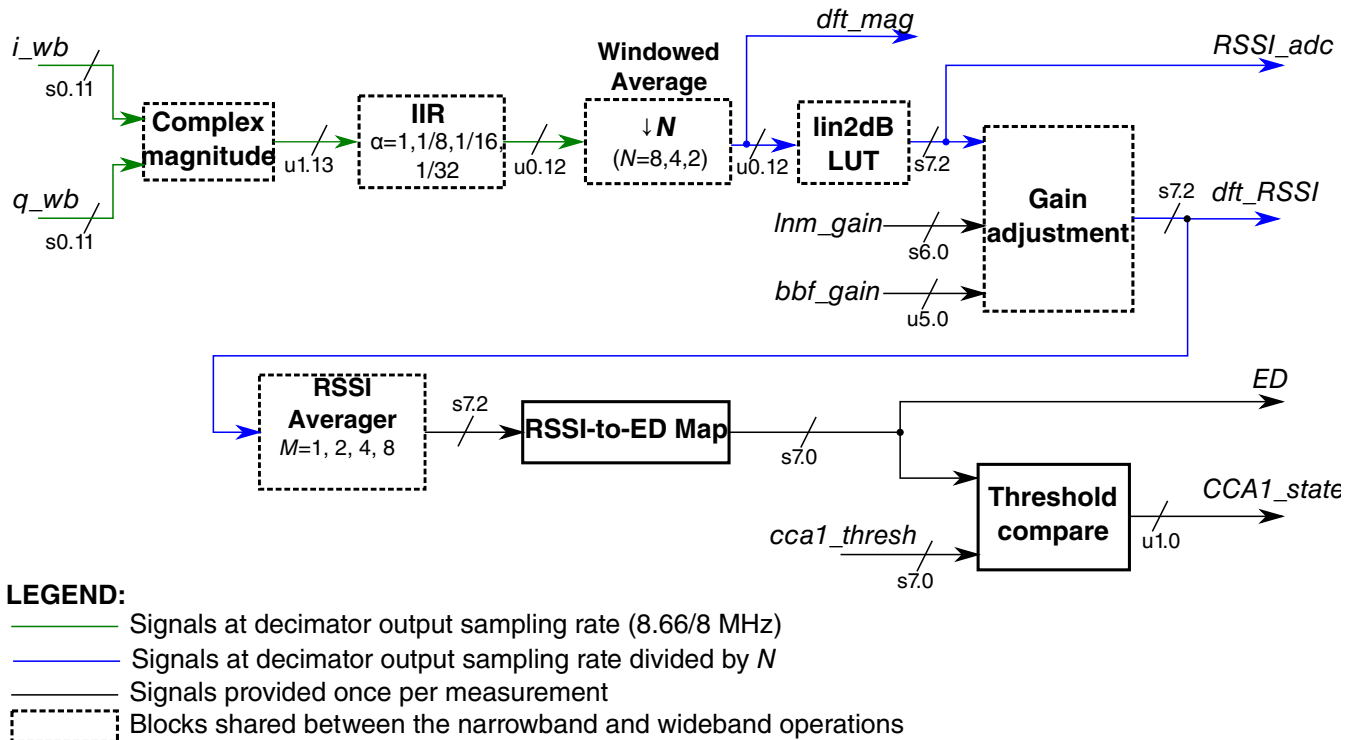 i_wb
s0.11
q_wb
s0.11
Complex
magnitude
u1.13
IIR
α=1,1/8,1/16,
1/32
u0.12
Windowed
Average
↓N
(N=8,4,2)
dft_mag
u0.12
lin2dB
LUT
s7.2
RSSI_adc
lnm_gain
s6.0
bbf_gain
u5.0
Gain
adjustment
s7.2
dft_RSSI
RSSI
Averager
M=1, 2, 4, 8
s7.2
RSSI-to-ED Map
s7.0
ED
cca1_thresh
s7.0
Threshold
compare
u1.0
CCA1_state
LEGEND:
Signals at decimator output sampling rate (8.66/8 MHz)
Signals at decimator output sampling rate divided by N
Signals provided once per measurement
Blocks shared between the narrowband and wideband operations